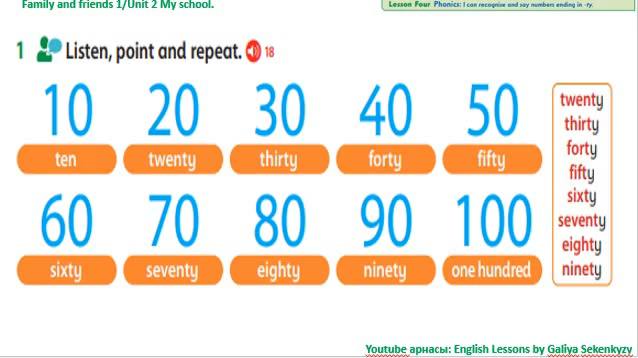 Family and friends 1/Unit 2 My school.
Lesson Four Phonics: I can recognise and say numbers ending in -ty.
1 Listen, point and repeat. 18
10 20 30 40 50
ten twenty thirty forty fifty
60 70 80 90 100
sixty seventy eighty ninety one hundred
twenty
thirty
forty
fifty
sixty
seventy
eighty
ninety
Youtube арнасы: English Lessons by Galiya Sekenkyzy